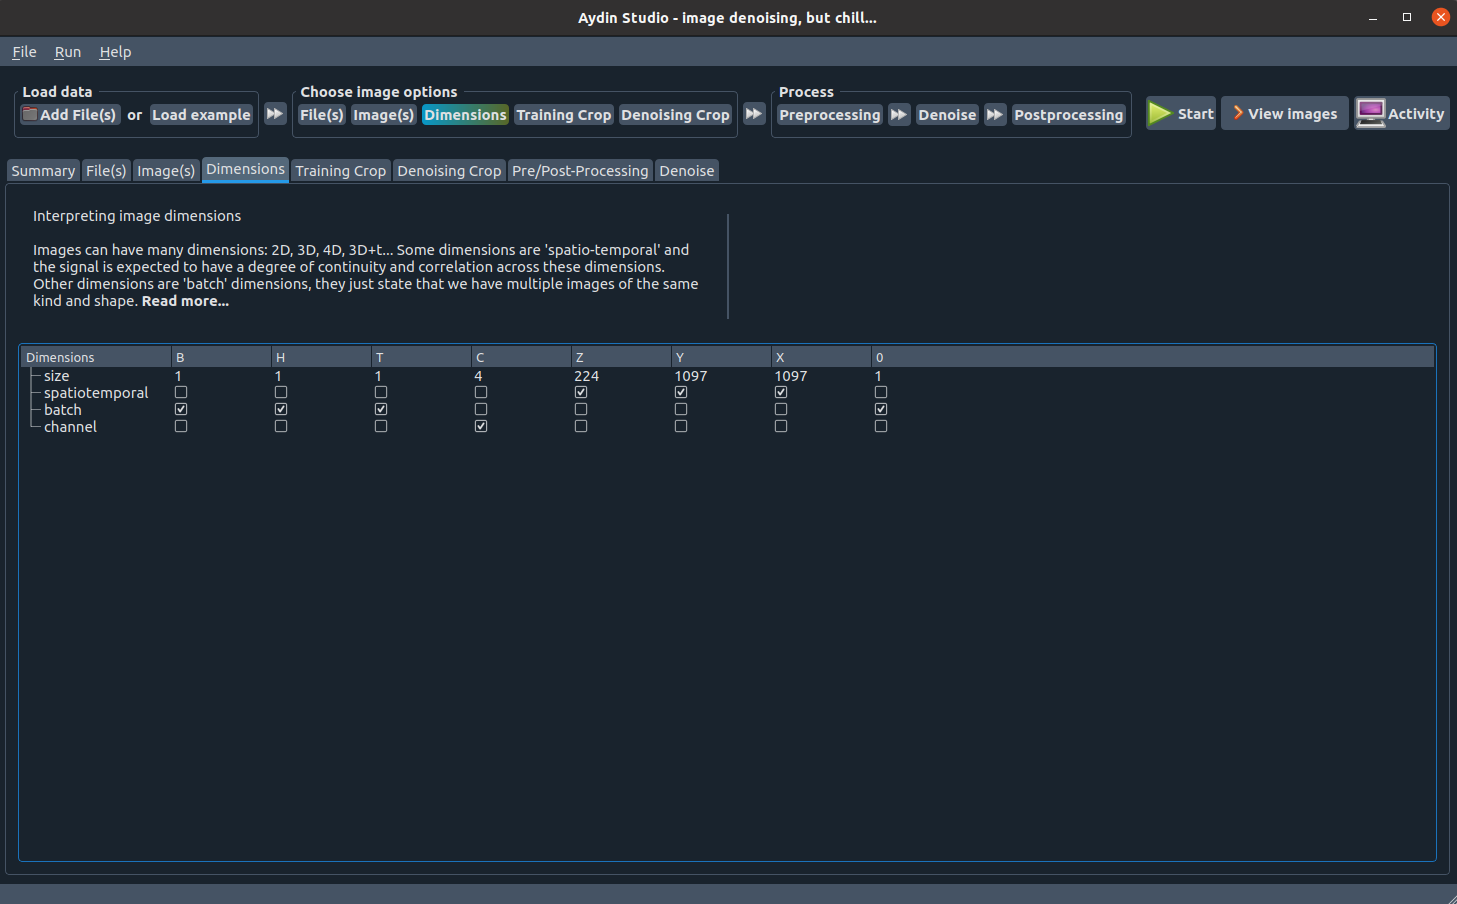 Aydin Studio - image denoising, but chill...
File Run Help
Load data
Choose image options
Process
Add File(s) or Load example
File(s) Image(s) Dimensions Training Crop Denoising Crop
Preprocessing Denoise Postprocessing
Start View images Activity
Summary File(s) Image(s) Dimensions Training Crop Denoising Crop Pre/Post-Processing Denoise
Interpreting image dimensions
Images can have many dimensions: 2D, 3D, 4D, 3D+t... Some dimensions are 'spatio-temporal' and
the signal is expected to have a degree of continuity and correlation across these dimensions.
Other dimensions are 'batch' dimensions, they just state that we have multiple images of the same
kind and shape. Read more...
Dimensions B H T C Z Y X 0
size 1 1 1 4 224 1097 1097 1
spatiotemporal
batch
channel